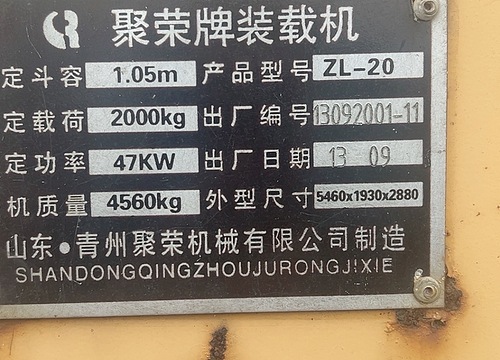 CR 聚荣牌装载机
定斗容 1.05m 产品型号 ZL-20
定载荷 2000kg 出厂编号 13092001-11
定功率 47KW 出厂日期 13 09
机质量 4560kg 外型尺寸 5460x1930x2880
山东·青州聚荣机械有限公司制造
SHANDONGQINGZHOUJURONGJIXIE